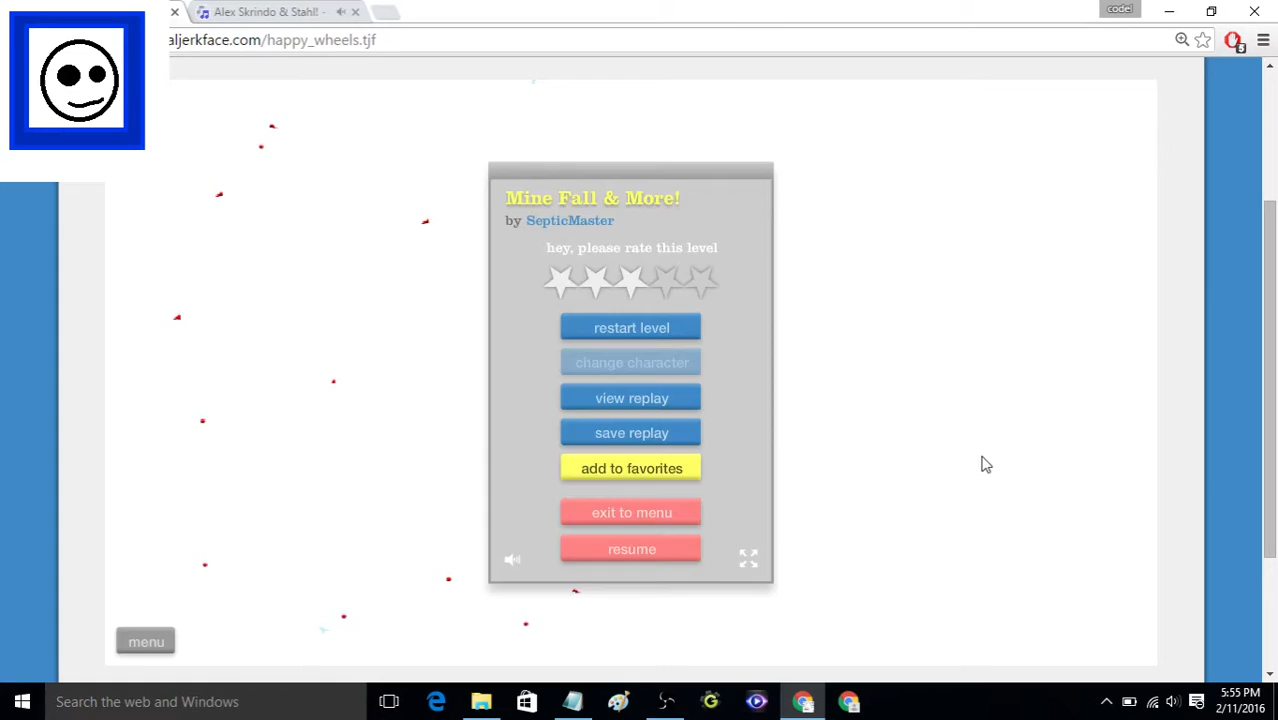 Alex Skrindo & Stahl! -
codel
aljerkface.com/happy_wheels.tjf
5
Mine Fall & More!
by SepticMaster
hey, please rate this level
restart level
change character
view replay
save replay
add to favorites
exit to menu
resume
menu
Search the web and Windows
5:55 PM
2/11/2016